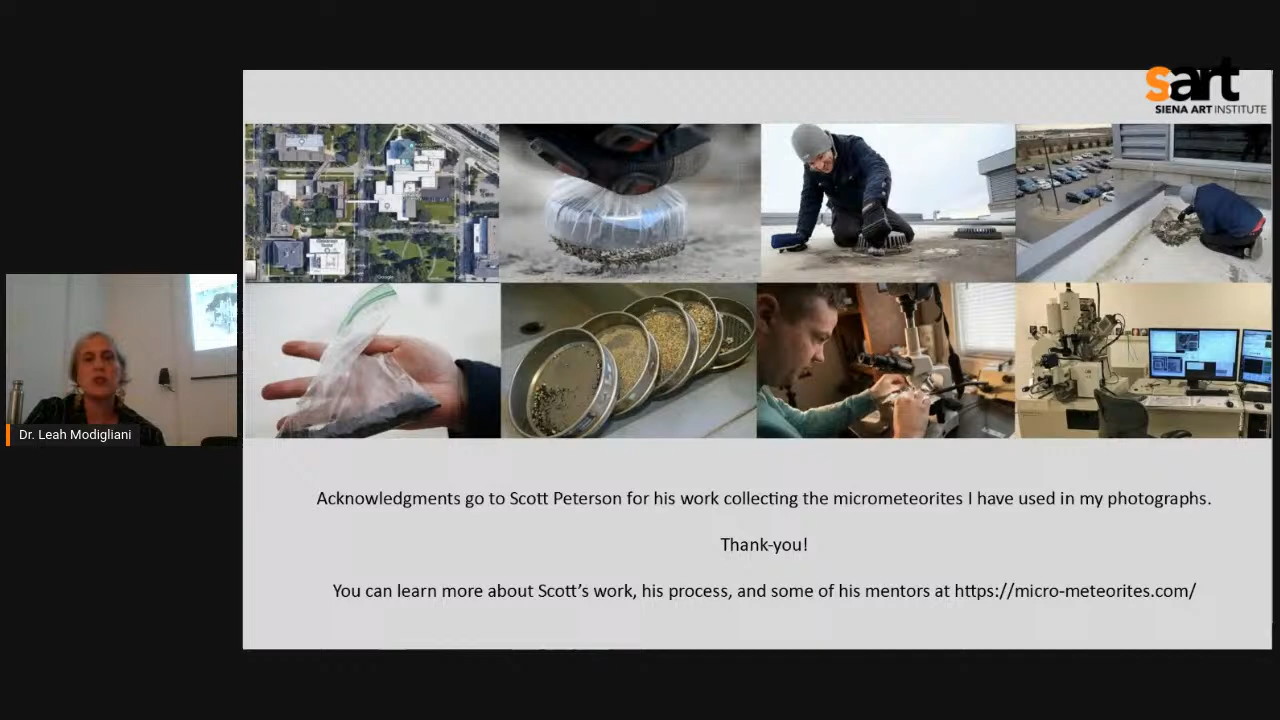 sart
SIENA ART INSTITUTE
Dr. Leah Modigliani
Acknowledgments go to Scott Peterson for his work collecting the micrometeorites I have used in my photographs.
Thank-you!
You can learn more about Scott's work, his process, and some of his mentors at https://micro-meteorites.com/